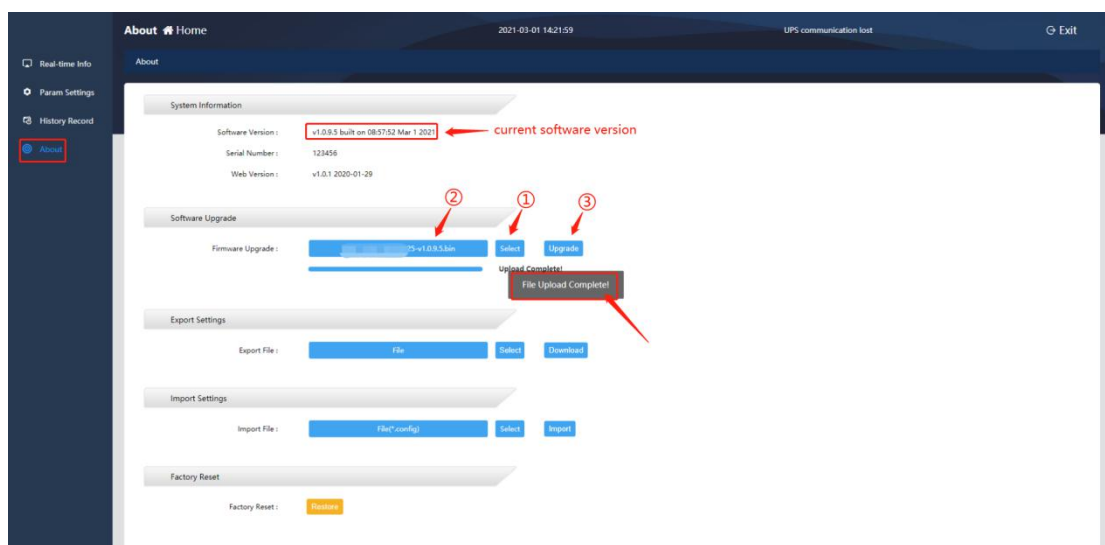 About Home
2021-03-01 14:21:59
UPS communication lost
Exit
Real-time Info
Param Settings
History Record
About
About
System Information
Software Version :
v1.0.9.5 built on 08:57:52 Mar 1 2021
current software version
Serial Number :
123456
Web Version :
v1.0.1 2020-01-29
② ① ③
Software Upgrade
Firmware Upgrade :
25-v1.0.9.5.bin
Select
Upgrade
Upload Complete!
File Upload Complete!
Export Settings
Export File :
File
Select
Download
Import Settings
Import File :
File(*.config)
Select
Import
Factory Reset
Factory Reset :
Restore